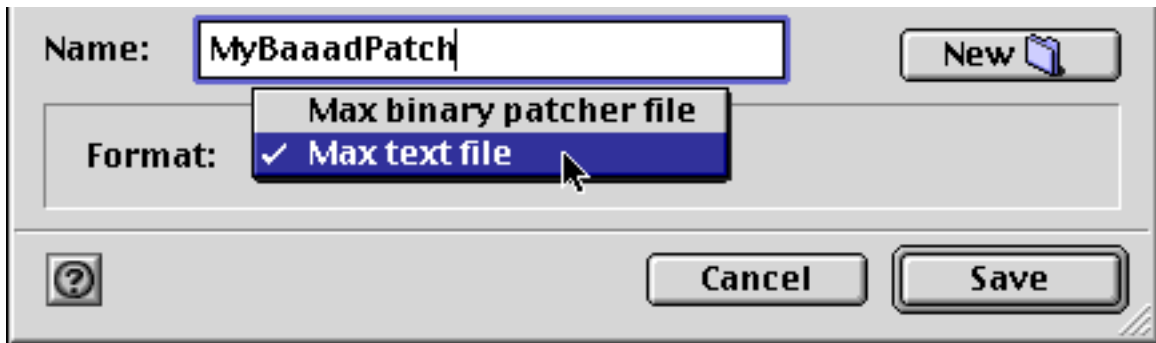 Name: MyBaaadPatch New
Max binary patcher file
Format: ✓ Max text file
? Cancel Save